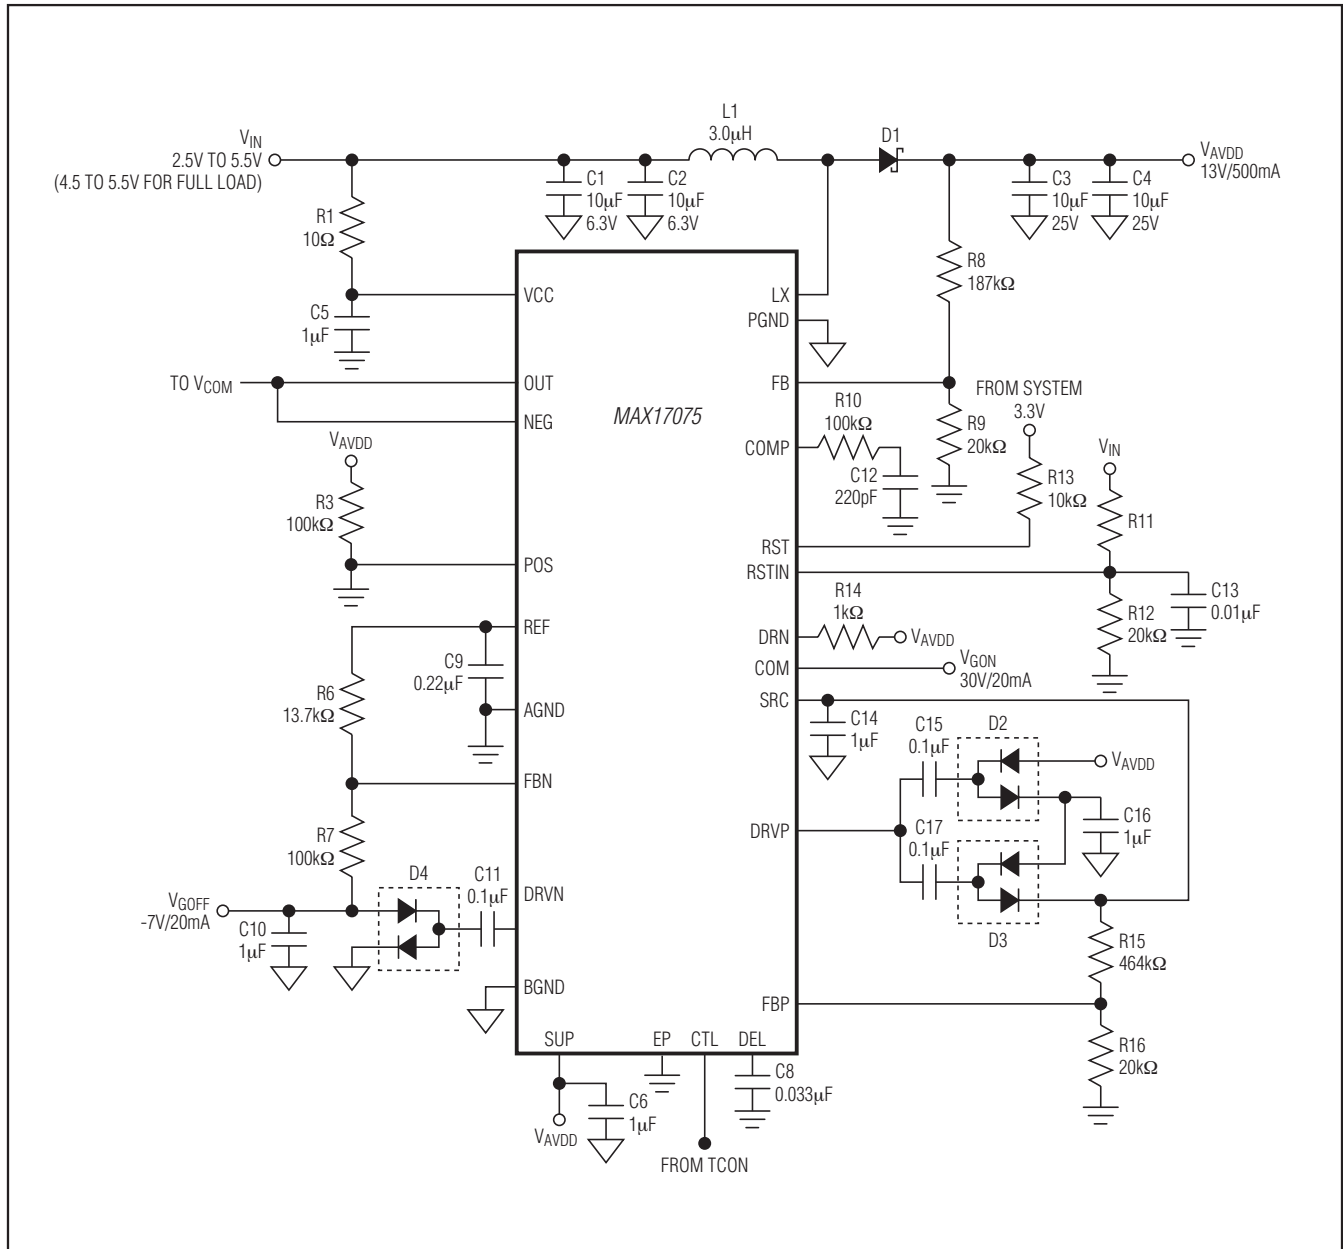 L1
3.0µH
D1
VIN
2.5V TO 5.5V
(4.5 TO 5.5V FOR FULL LOAD)
VAVDD
13V/500mA
C1
10µF
6.3V
C2
10µF
6.3V
C3
10µF
25V
C4
10µF
25V
R1
10Ω
R8
187kΩ
VCC
LX
C5
1µF
PGND
TO VCOM
OUT
FB
FROM SYSTEM
3.3V
NEG
MAX17075
R10
100kΩ
R9
20kΩ
COMP
VAVDD
VIN
C12
220pF
R13
10kΩ
R3
100kΩ
R11
RST
POS
RSTIN
R14
1kΩ
C13
0.01µF
R12
20kΩ
REF
DRN
VAVDD
C9
0.22µF
COM
VGON
30V/20mA
R6
13.7kΩ
SRC
AGND
C14
1µF
C15
0.1µF
D2
VAVDD
FBN
C16
1µF
R7
100kΩ
DRVP
C17
0.1µF
D4
C11
0.1µF
DRVN
VGOFF
-7V/20mA
C10
1µF
D3
R15
464kΩ
BGND
FBP
SUP
EP
CTL
DEL
R16
20kΩ
C8
0.033µF
C6
1µF
VAVDD
FROM TCON